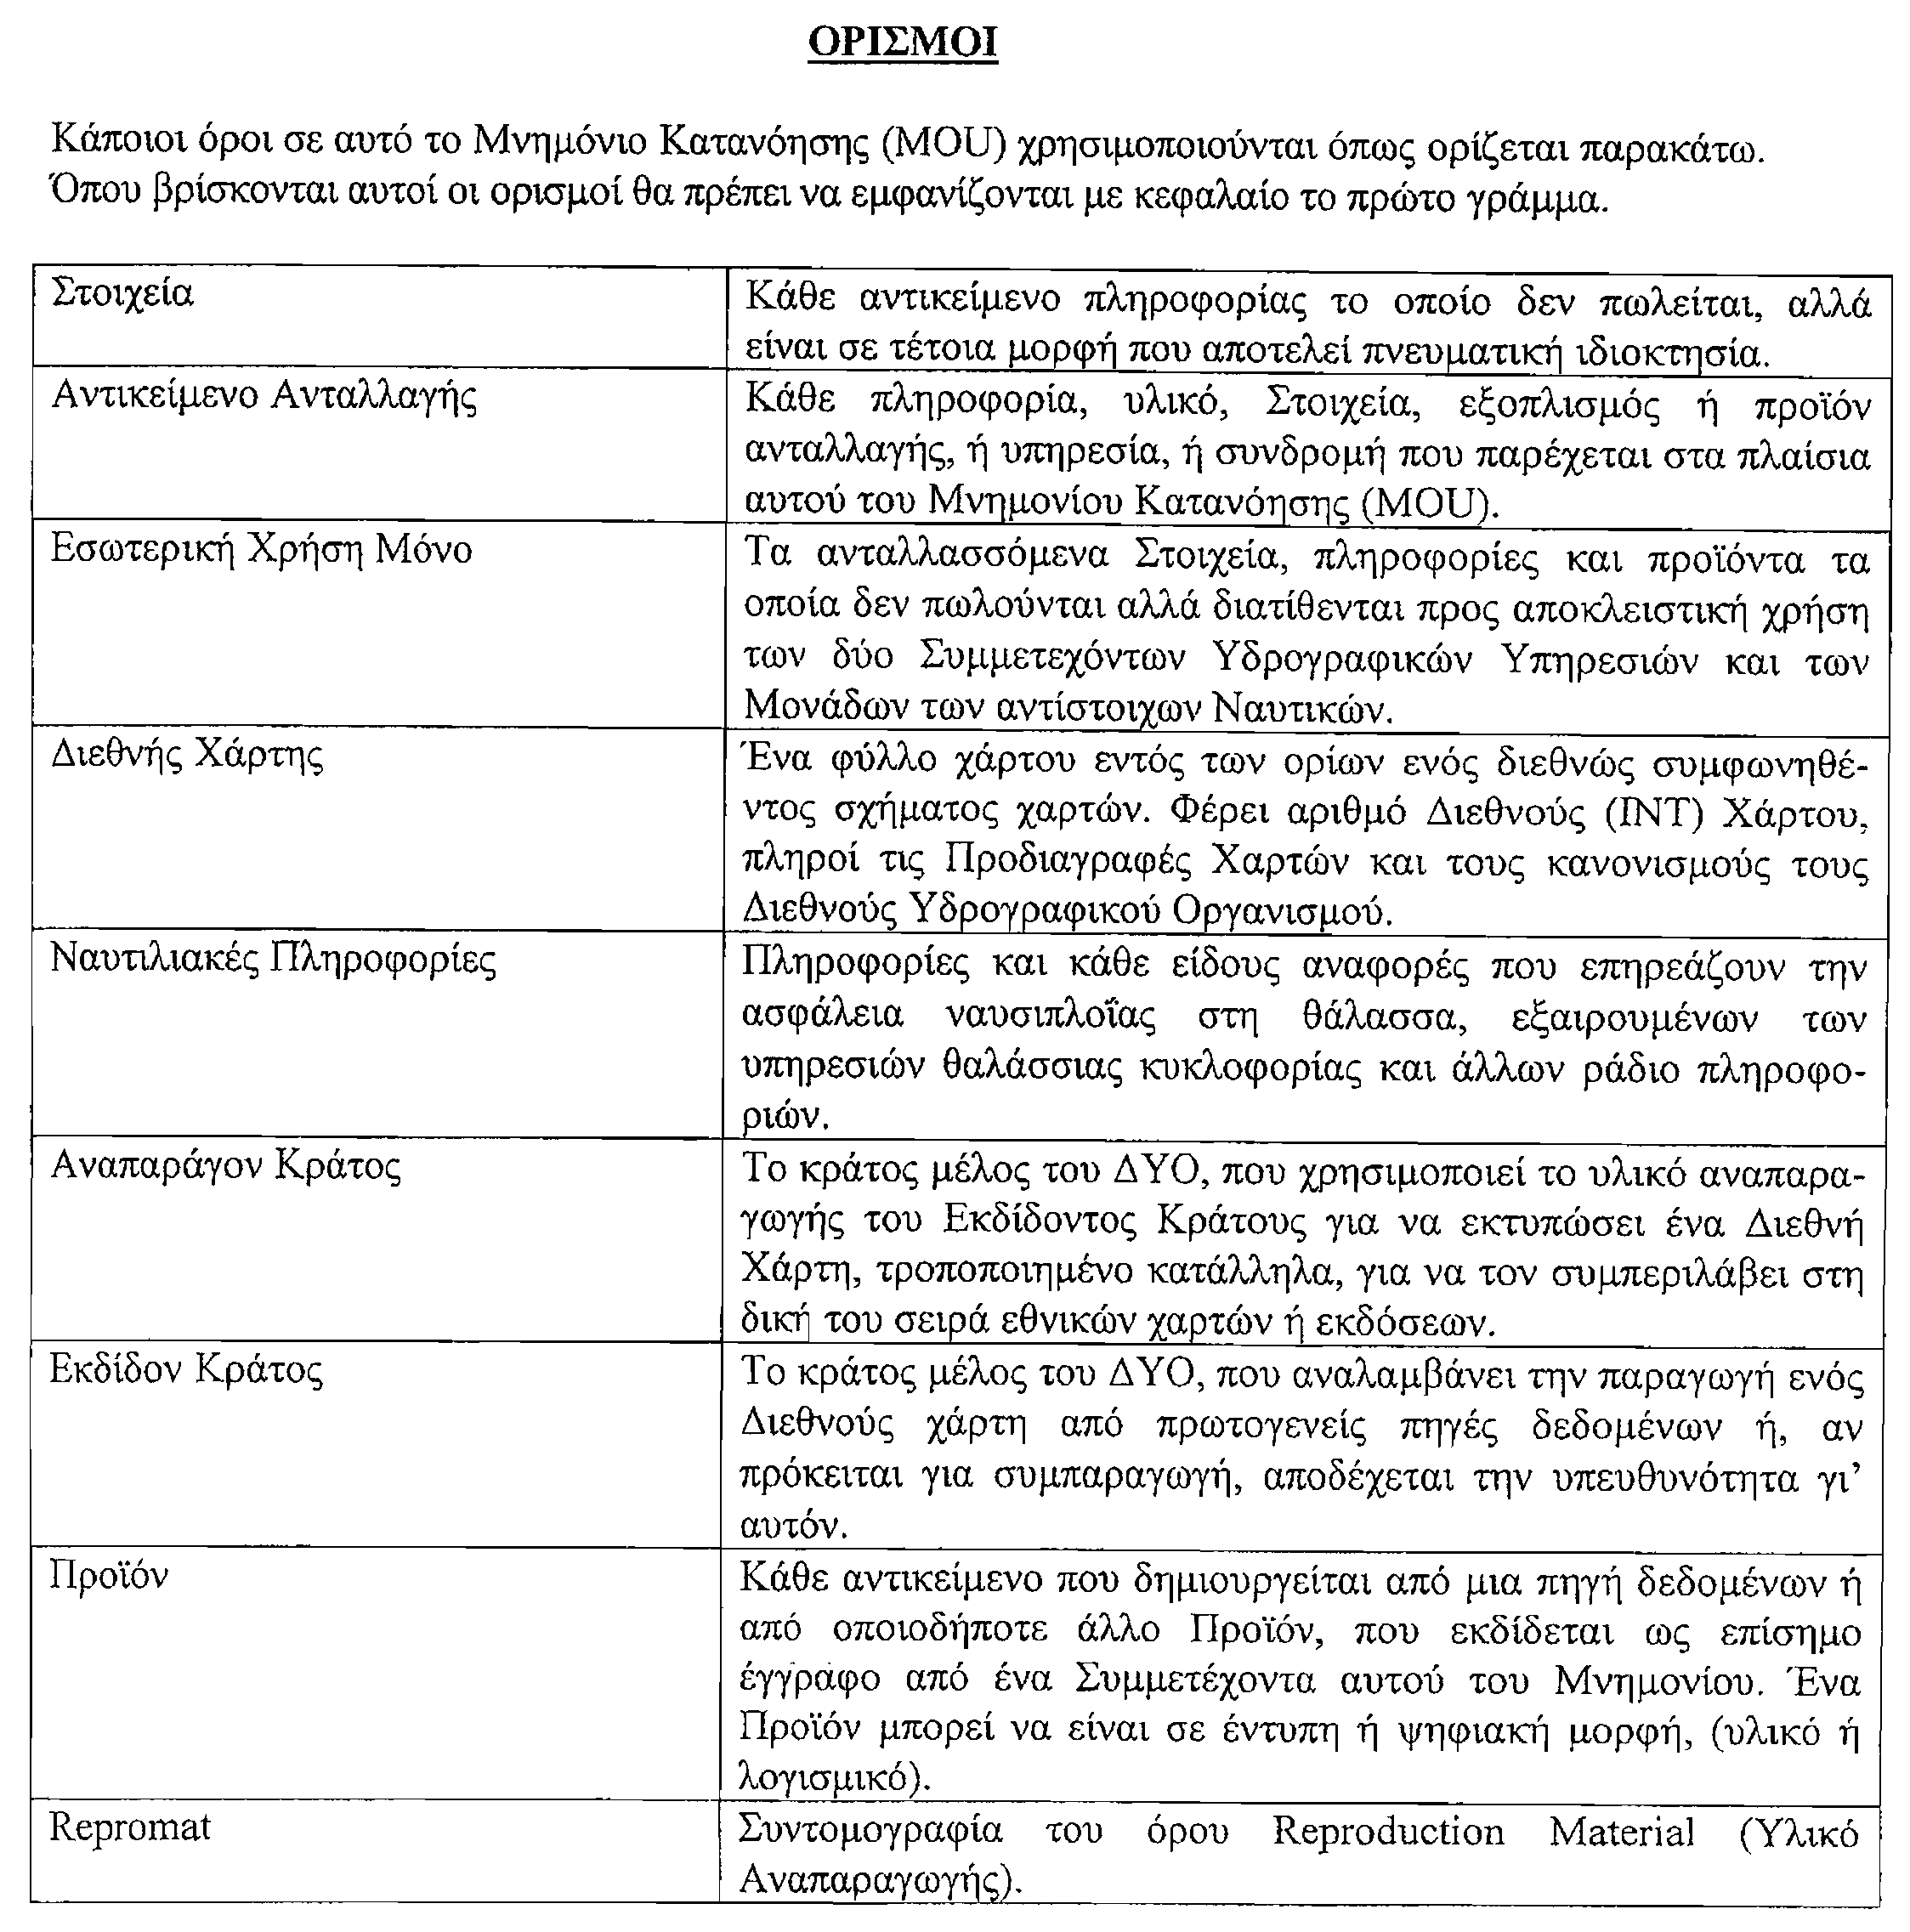 ΟΡΙΣΜΟΙ
Κάποιοι όροι σε αυτό το Μνημόνιο Κατανόησης (MOU) χρησιμοποιούνται όπως ορίζεται παρακάτω.
Όπου βρίσκονται αυτοί οι ορισμοί θα πρέπει να εμφανίζονται με κεφαλαίο το πρώτο γράμμα.
Στοιχεία
Κάθε αντικείμενο πληροφορίας το οποίο δεν πωλείται, αλλά
είναι σε τέτοια μορφή που αποτελεί πνευματική ιδιοκτησία.
Αντικείμενο Ανταλλαγής
Κάθε πληροφορία, υλικό, Στοιχεία, εξοπλισμός ή προϊόν
ανταλλαγής, ή υπηρεσία, ή συνδρομή που παρέχεται στα πλαίσια
αυτού του Μνημονίου Κατανόησης (MOU).
Εσωτερική Χρήση Μόνο
Τα ανταλλασσόμενα Στοιχεία, πληροφορίες και προϊόντα τα
οποία δεν πωλούνται αλλά διατίθενται προς αποκλειστική χρήση
των δύο Συμμετεχόντων Υδρογραφικών Υπηρεσιών και των
Μονάδων των αντίστοιχων Ναυτικών.
Διεθνής Χάρτης
Ένα φύλλο χάρτου εντός των ορίων ενός διεθνώς συμφωνηθέ-
ντος σχήματος χαρτών. Φέρει αριθμό Διεθνούς (INT) Χάρτου,
πληροί τις Προδιαγραφές Χαρτών και τους κανονισμούς τους
Διεθνούς Υδρογραφικού Οργανισμού.
Ναυτιλιακές Πληροφορίες
Πληροφορίες και κάθε είδους αναφορές που επηρεάζουν την
ασφάλεια ναυσιπλοΐας στη θάλασσα, εξαιρουμένων των
υπηρεσιών θαλάσσιας κυκλοφορίας και άλλων ράδιο πληροφο-
ριών.
Αναπαράγον Κράτος
Το κράτος μέλος του ΔΥΟ, που χρησιμοποιεί το υλικό αναπαρα-
γωγής του Εκδίδοντος Κράτους για να εκτυπώσει ένα Διεθνή
Χάρτη, τροποποιημένο κατάλληλα, για να τον συμπεριλάβει στη
δική του σειρά εθνικών χαρτών ή εκδόσεων.
Εκδίδον Κράτος
Το κράτος μέλος του ΔΥΟ, που αναλαμβάνει την παραγωγή ενός
Διεθνούς χάρτη από πρωτογενείς πηγές δεδομένων ή, αν
πρόκειται για συμπαραγωγή, αποδέχεται την υπευθυνότητα γι’
αυτόν.
Προϊόν
Κάθε αντικείμενο που δημιουργείται από μια πηγή δεδομένων ή
από οποιοδήποτε άλλο Προϊόν, που εκδίδεται ως επίσημο
έγγραφο από ένα Συμμετέχοντα αυτού του Μνημονίου. Ένα
Προϊόν μπορεί να είναι σε έντυπη ή ψηφιακή μορφή, (υλικό ή
λογισμικό).
Repromat
Συντομογραφία του όρου Reproduction Material (Υλικό
Αναπαραγωγής).